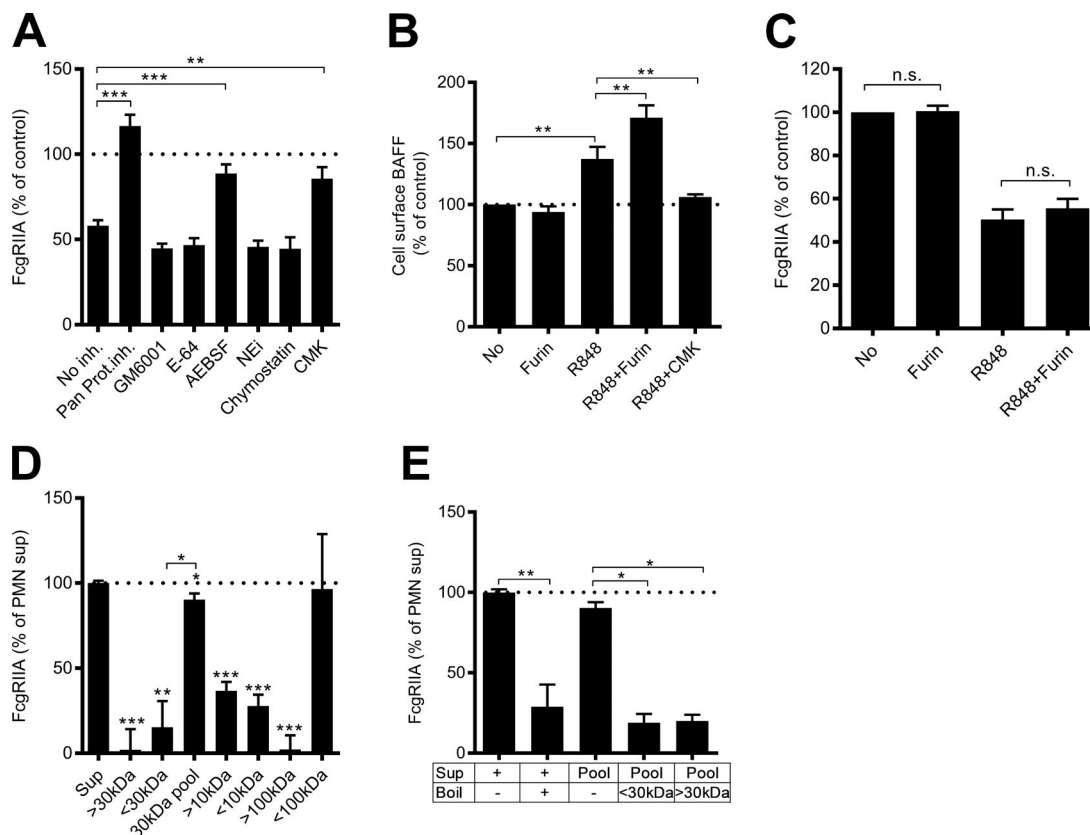 A
FcgRIIA (% of control)
150
100
50
0
**
***
***
No inh.
Pan Prot.inh.
GM6001
E-64
AEBSF
NEi
Chymostatin
CMK
B
Cell surface BAFF
(% of control)
200
150
100
50
0
**
**
**
No
Furin
R848
R848+Furin
R848+CMK
C
FcgRIIA (% of control)
120
100
80
60
40
20
0
n.s.
n.s.
No
Furin
R848
R848+Furin
D
FcgRIIA (% of PMN sup)
150
100
50
0
*
*
***
**
***
***
***
Sup
>30kDa
<30kDa
30kDa pool
>10kDa
<10kDa
>100kDa
<100kDa
E
FcgRIIA (% of PMN sup)
150
100
50
0
**
*
*
Sup + + Pool Pool Pool
Boil - + - <30kDa >30kDa